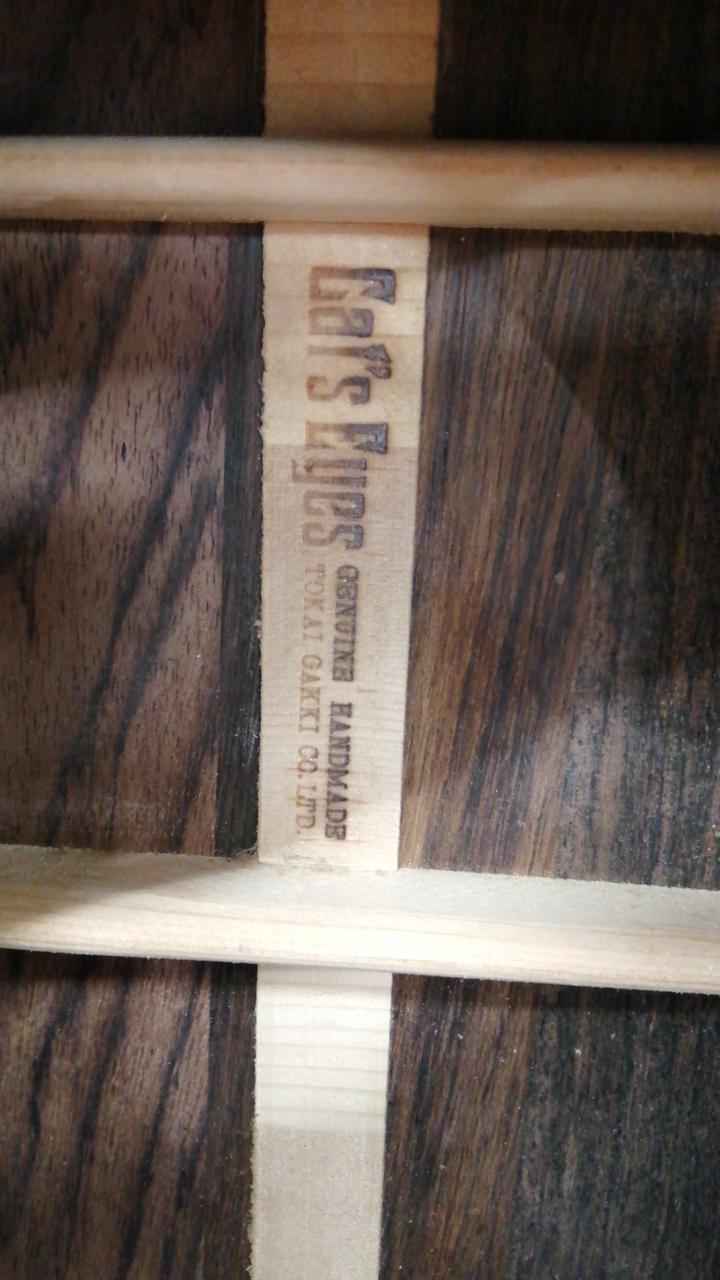 Cat's Eyes
GENUINE HANDMADE
TOKAI GAKKI CO. LTD.